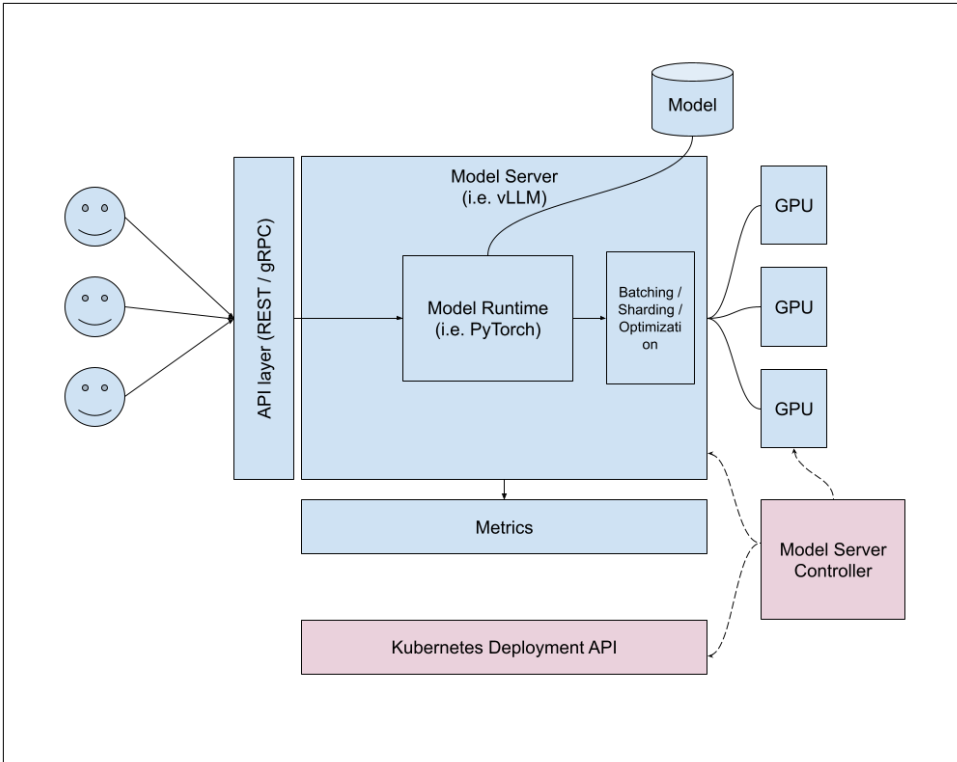 Model
Model Server
(i.e. vLLM)
API layer (REST / gRPC)
Model Runtime
(i.e. PyTorch)
Batching /
Sharding /
Optimizati
on
GPU
GPU
GPU
Metrics
Model Server
Controller
Kubernetes Deployment API